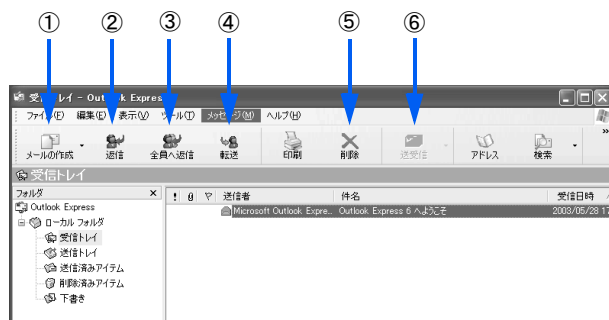 ① ② ③ ④ ⑤ ⑥
受信トレイ - Outlook Express
ファイル(F) 編集(E) 表示(V) ツール(T) メッセージ(M) ヘルプ(H)
メールの作成 返信 全員へ返信 転送 印刷 削除 送受信 アドレス 検索 »
受信トレイ
フォルダ × ! 送信者 件名 受信日時
Outlook Express Microsoft Outlook Expre... Outlook Express 6 へようこそ 2003/05/28 17
ローカル フォルダ
受信トレイ
送信トレイ
送信済みアイテム
削除済みアイテム
下書き